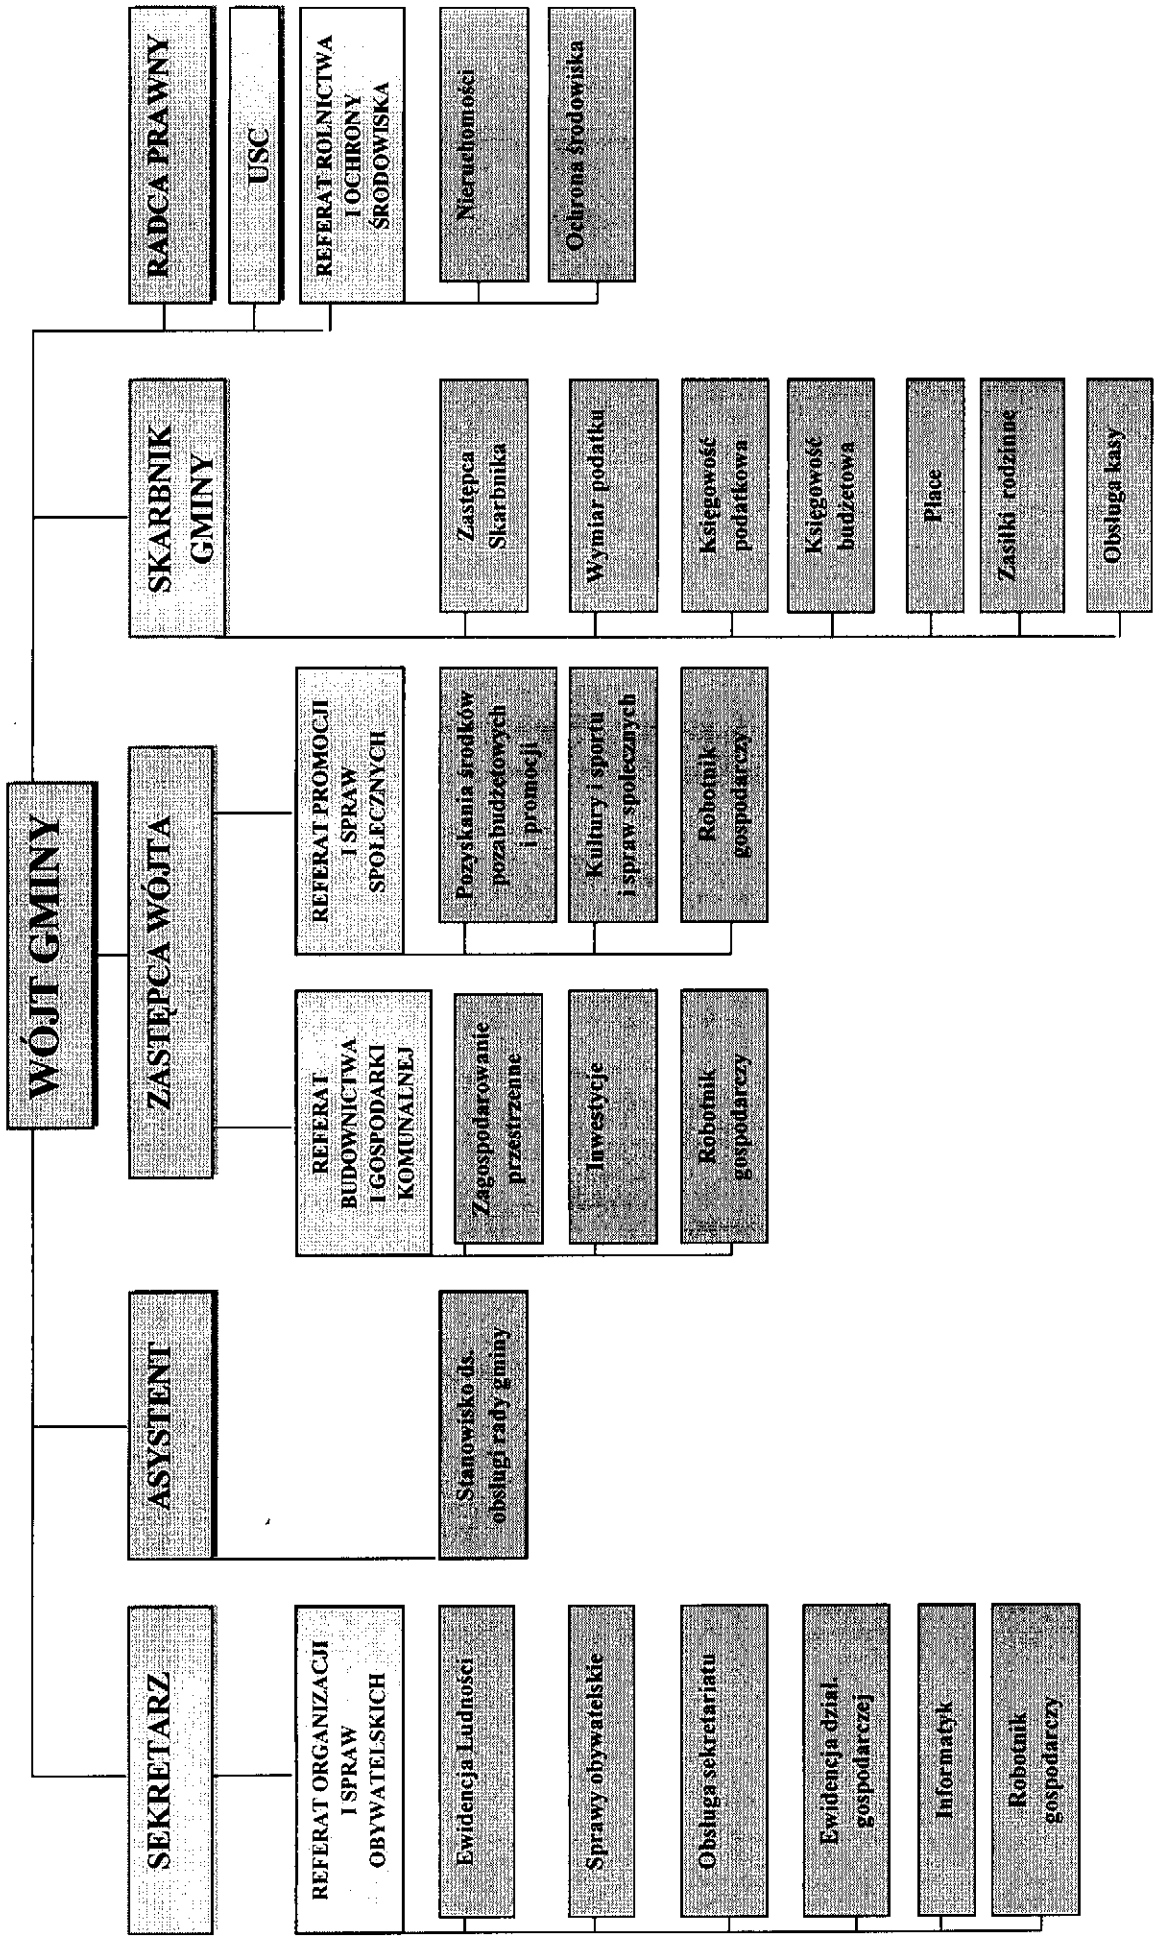 WÓJT GMINY
SEKRETARZ
ASYSTENT
ZASTĘPCA WÓJTA
SKARBNIK
GMINY
RADCA PRAWNY
USC
REFERAT ORGANIZACJI
I SPRAW
OBYWATELSKICH
Ewidencja Ludności
Sprawy obywatelskie
Obsługa sekretariatu
Ewidencja dział.
gospodarczej
Informatyk
Robotnik
gospodarczy
Stanowisko ds.
obsługi rady gminy
REFERAT
BUDOWNICTWA
I GOSPODARKI
KOMUNALNEJ
Zagospodarowanie
przestrzenne
Inwestycje
Robotnik
gospodarczy
REFERAT PROMOCJI
I SPRAW
SPOŁECZNYCH
Pozyskania środków
pozabudżetowych
i promocji
Kultury i sportu
i spraw społecznych
Robotnik
gospodarczy
Zastępca
Skarbnika
Wymiar podatku
Księgowość
podatkowa
Księgowość
budżetowa
Płace
Zasiłki rodzinne
Obsługa kasy
REFERAT ROLNICTWA
I OCHRONY
ŚRODOWISKA
Nieruchomości
Ochrona środowiska